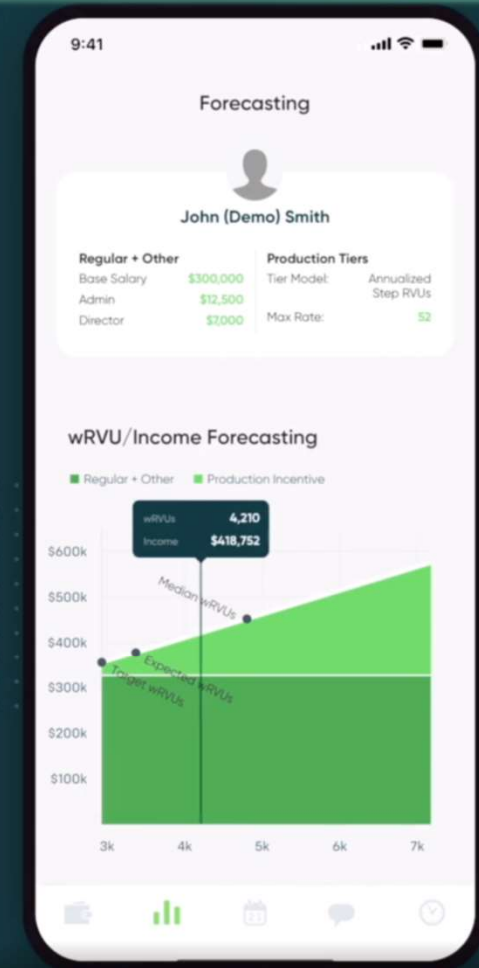 9:41
Forecasting
John (Demo) Smith
Regular + Other
Base Salary $300,000
Admin $12,500
Director $7,000
Production Tiers
Tier Model: Annualized
Step RVUs
Max Rate: 52
wRVU/Income Forecasting
Regular + Other Production Incentive
wRVUs 4,210
Income $418,752
$600k
$500k
$400k
$300k
$200k
$100k
Median wRVUs
Expected wRVUs
Target wRVUs
3k 4k 5k 6k 7k